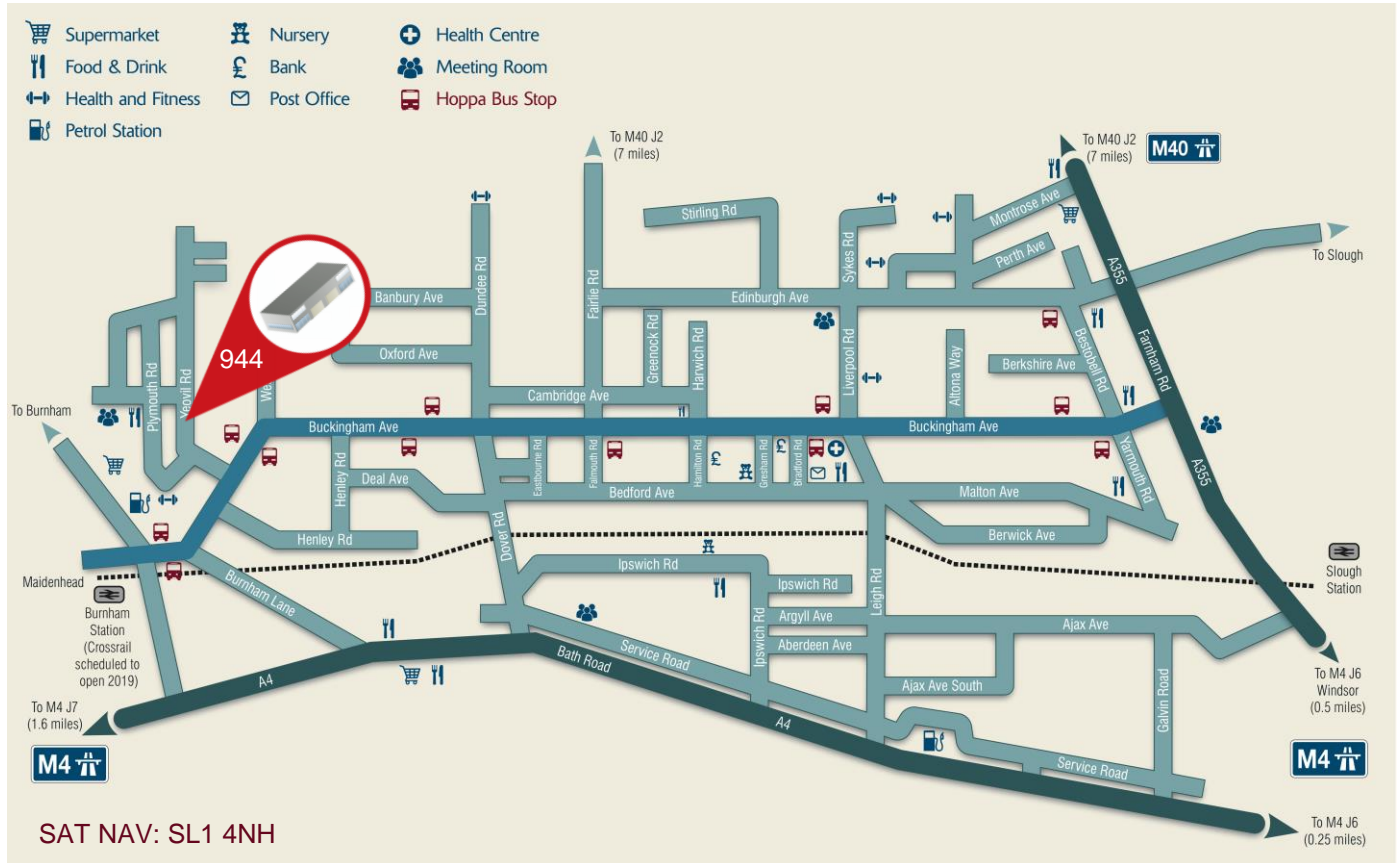 Supermarket
Food & Drink
Health and Fitness
Petrol Station
Nursery
£ Bank
Post Office
Health Centre
Meeting Room
Hoppa Bus Stop
To M40 J2
(7 miles)
To M40 J2
(7 miles)
M40
Stirling Rd
Montrose Ave
Perth Ave
Sykes Rd
Dundee Rd
Fairlie Rd
To Slough
A355
Banbury Ave
Edinburgh Ave
944
Oxford Ave
Greenock Rd
Harwich Rd
Liverpool Rd
Altona Way
Berkshire Ave
Bestobell Rd
Farnham Rd
Plymouth Rd
Yeovil Rd
We
Cambridge Ave
To Burnham
Buckingham Ave
Buckingham Ave
Henley Rd
Deal Ave
Eastbourne Rd
Falmouth Rd
Hamilton Rd
£
Gresham Rd
£
Bradford Rd
Yarmouth Rd
A355
Bedford Ave
Malton Ave
Henley Rd
Dover Rd
Berwick Ave
Maidenhead
Burnham
Station
(Crossrail
scheduled to
open 2019)
Burnham Lane
Ipswich Rd
Ipswich Rd
Leigh Rd
Slough
Station
Ipswich Rd
Argyll Ave
Aberdeen Ave
Ajax Ave
Service Road
Bath Road
A4
Ajax Ave South
Galvin Road
To M4 J6
Windsor
(0.5 miles)
To M4 J7
(1.6 miles)
A4
Service Road
M4
M4
SAT NAV: SL1 4NH
To M4 J6
(0.25 miles)